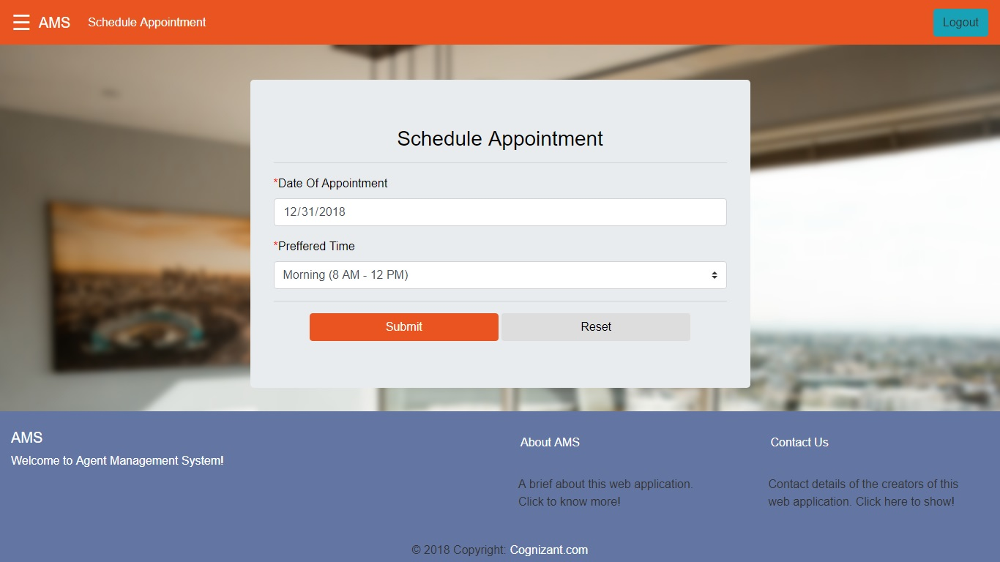 ☰ AMS Schedule Appointment Logout
Schedule Appointment
*Date Of Appointment
12/31/2018
*Preffered Time
Morning (8 AM - 12 PM)
Submit Reset
AMS
Welcome to Agent Management System!
About AMS
A brief about this web application.
Click to know more!
Contact Us
Contact details of the creators of this
web application. Click here to show!
© 2018 Copyright: Cognizant.com